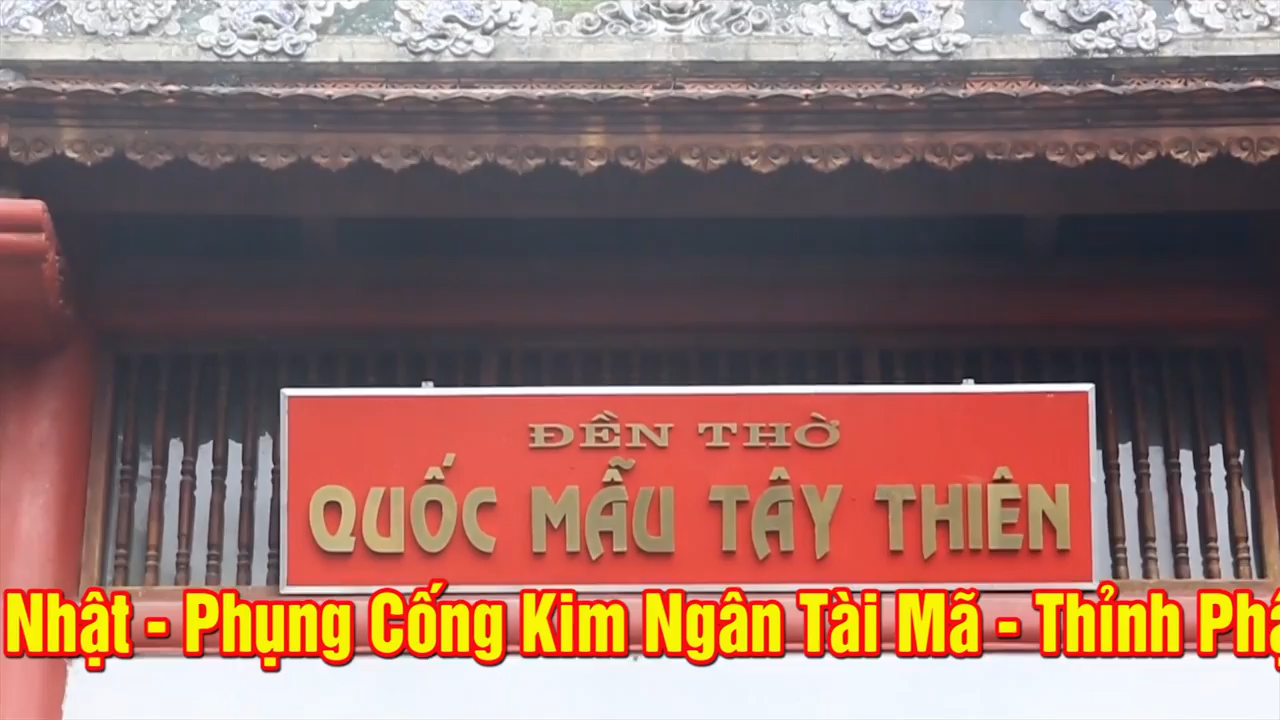 ĐỀN THỜ
QUỐC MẪU TÂY THIÊN
Nhật - Phụng Cống Kim Ngân Tài Mã - Thỉnh